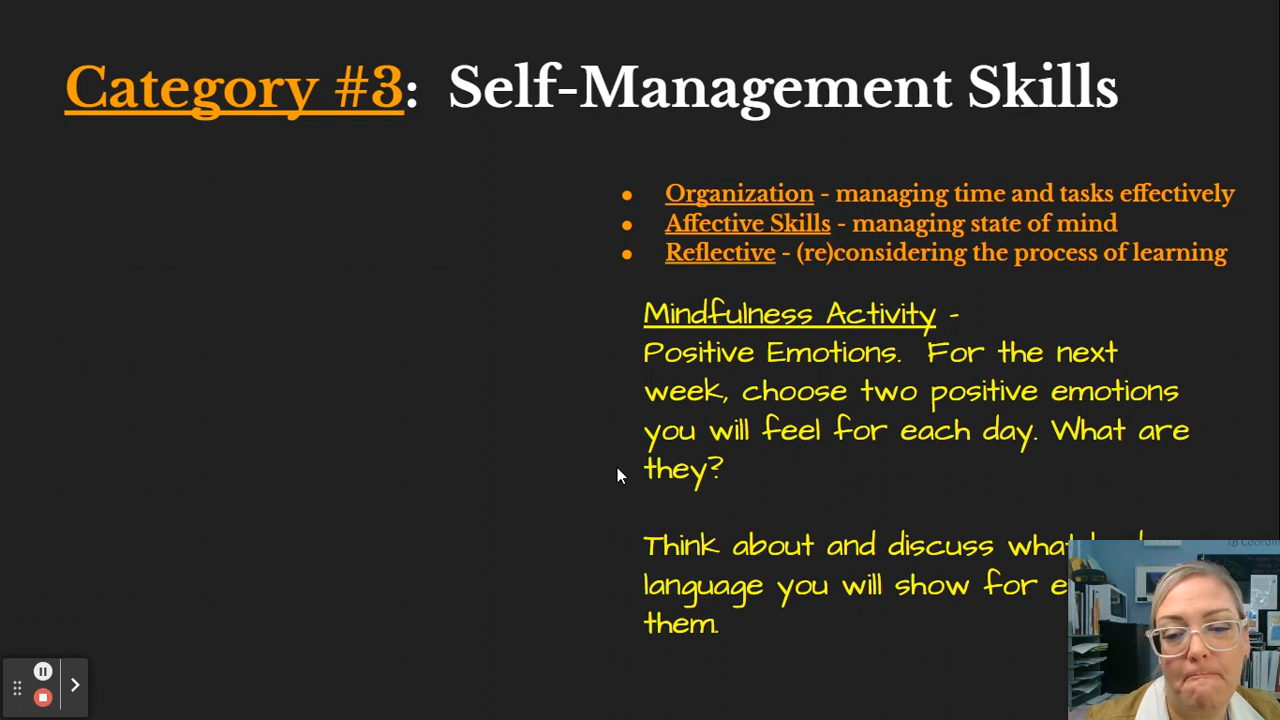 Category #3: Self-Management Skills
● Organization - managing time and tasks effectively
● Affective Skills - managing state of mind
● Reflective - (re)considering the process of learning
Mindfulness Activity -
Positive Emotions. For the next
week, choose two positive emotions
you will feel for each day. What are
they?
Think about and discuss what
language you will show for
them.